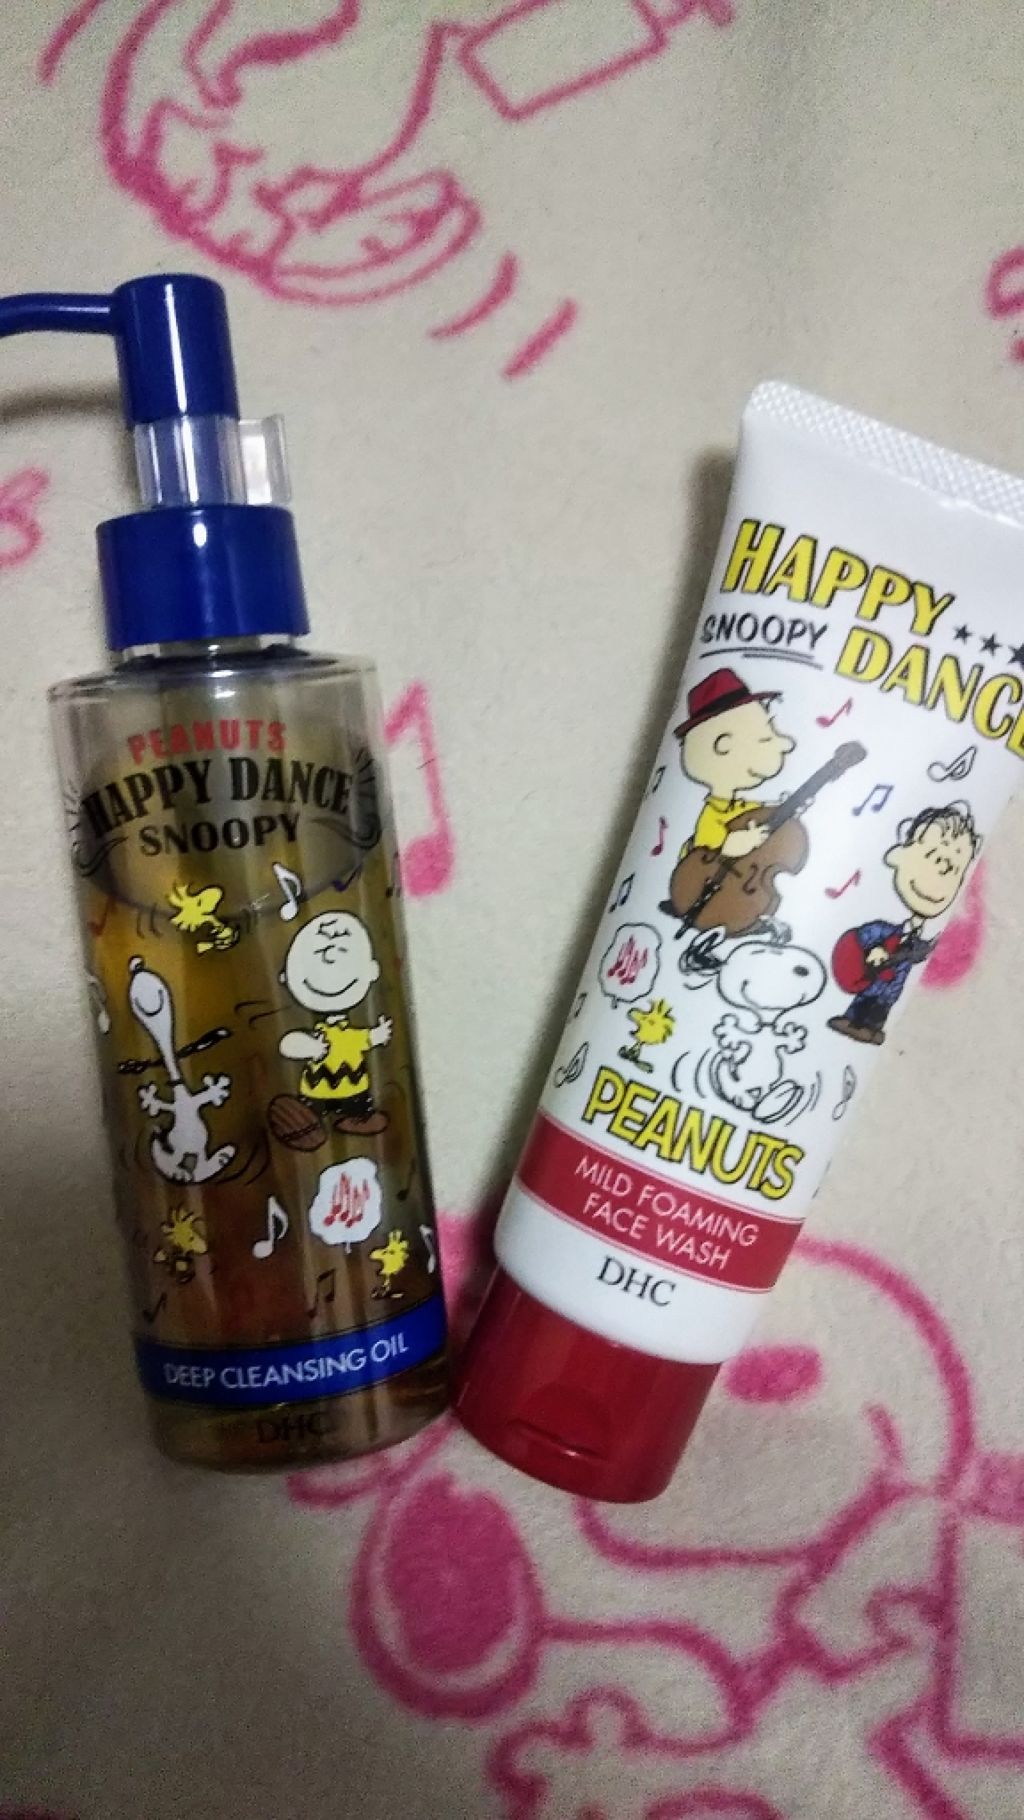 PEANUTS
HAPPY DANCE
SNOOPY
DEEP CLEANSING OIL
DHC
HAPPY
SNOOPY DANCE
PEANUTS
MILD FOAMING
FACE WASH
DHC